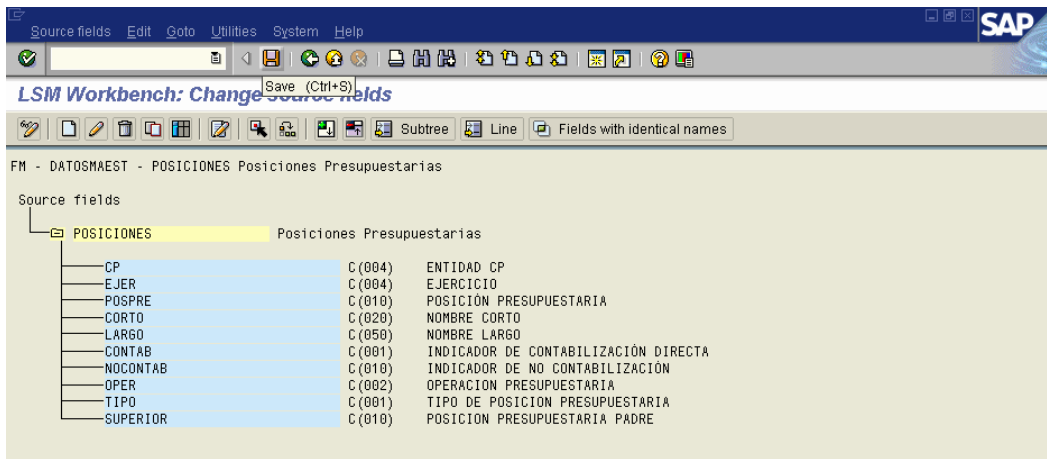 Source fields Edit Goto Utilities System Help
SAP
Save (Ctrl+S)
LSM Workbench: Change source fields
Subtree Line Fields with identical names
FM - DATOSMAEST - POSICIONES Posiciones Presupuestarias
Source fields
POSICIONES Posiciones Presupuestarias
CP C(004) ENTIDAD CP
EJER C(004) EJERCICIO
POSPRE C(010) POSICIÓN PRESUPUESTARIA
CORTO C(020) NOMBRE CORTO
LARGO C(050) NOMBRE LARGO
CONTAB C(001) INDICADOR DE CONTABILIZACIÓN DIRECTA
NOCONTAB C(010) INDICADOR DE NO CONTABILIZACIÓN
OPER C(002) OPERACION PRESUPUESTARIA
TIPO C(001) TIPO DE POSICION PRESUPUESTARIA
SUPERIOR C(010) POSICION PRESUPUESTARIA PADRE